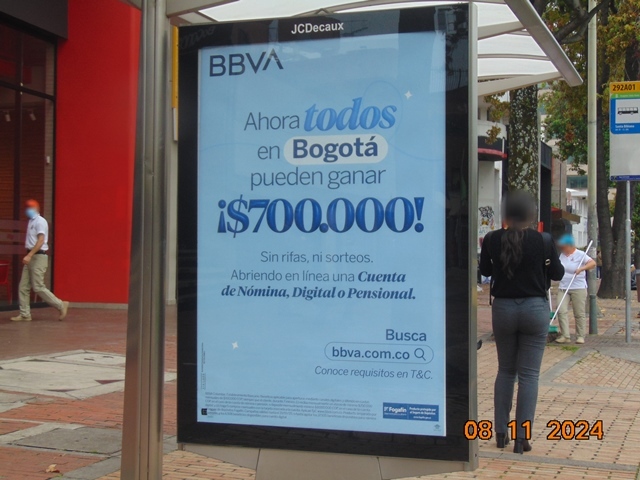 JCDecaux
BBVA
Ahora todos
en Bogotá
pueden ganar
¡$700.000!
Sin rifas, ni sorteos.
Abriendo en línea una Cuenta
de Nómina, Digital o Pensional.
Busca
bbva.com.co
Conoce requisitos en T&C.
Fogafín
292A01
08 11 2024